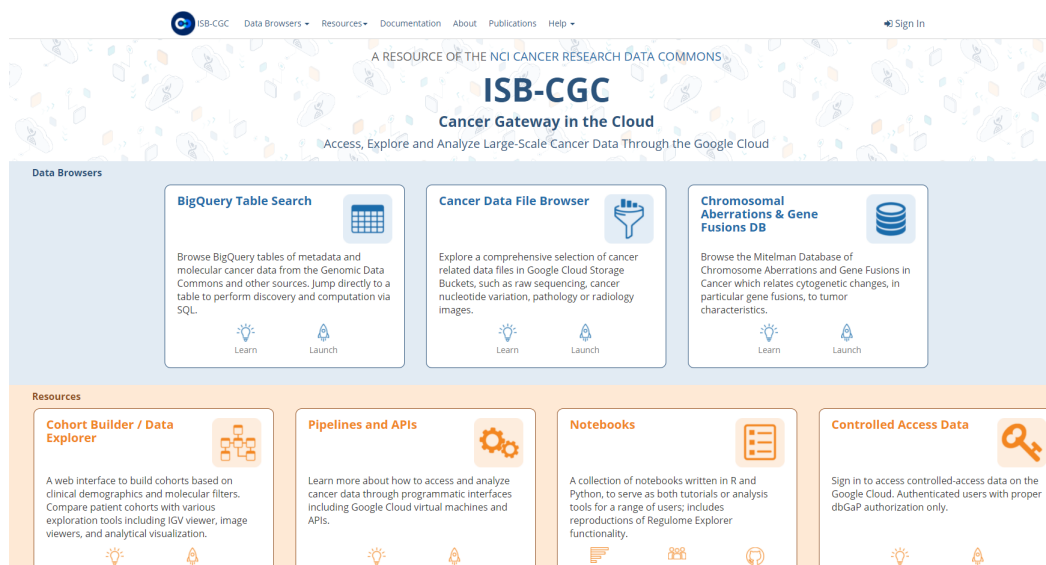 ISB-CGC Data Browsers Resources Documentation About Publications Help Sign In
A RESOURCE OF THE NCI CANCER RESEARCH DATA COMMONS
ISB-CGC
Cancer Gateway in the Cloud
Access, Explore and Analyze Large-Scale Cancer Data Through the Google Cloud
Data Browsers
BigQuery Table Search
Browse BigQuery tables of metadata and
molecular cancer data from the Genomic Data
Commons and other sources. Jump directly to a
table to perform discovery and computation via
SQL.
Learn Launch
Cancer Data File Browser
Explore a comprehensive selection of cancer
related data files in Google Cloud Storage
Buckets, such as raw sequencing, cancer
nucleotide variation, pathology or radiology
images.
Learn Launch
Chromosomal
Aberrations & Gene
Fusions DB
Browse the Mitelman Database of
Chromosome Aberrations and Gene Fusions in
Cancer which relates cytogenetic changes, in
particular gene fusions, to tumor
characteristics.
Learn Launch
Resources
Cohort Builder / Data
Explorer
A web interface to build cohorts based on
clinical demographics and molecular filters.
Compare patient cohorts with various
exploration tools including IGV viewer, image
viewers, and analytical visualization.
Pipelines and APIs
Learn more about how to access and analyze
cancer data through programmatic interfaces
including Google Cloud virtual machines and
APIs.
Notebooks
A collection of notebooks written in R and
Python, to serve as both tutorials or analysis
tools for a range of users; includes
reproductions of Regulome Explorer
functionality.
Controlled Access Data
Sign in to access controlled-access data on the
Google Cloud. Authenticated users with proper
dbGaP authorization only.